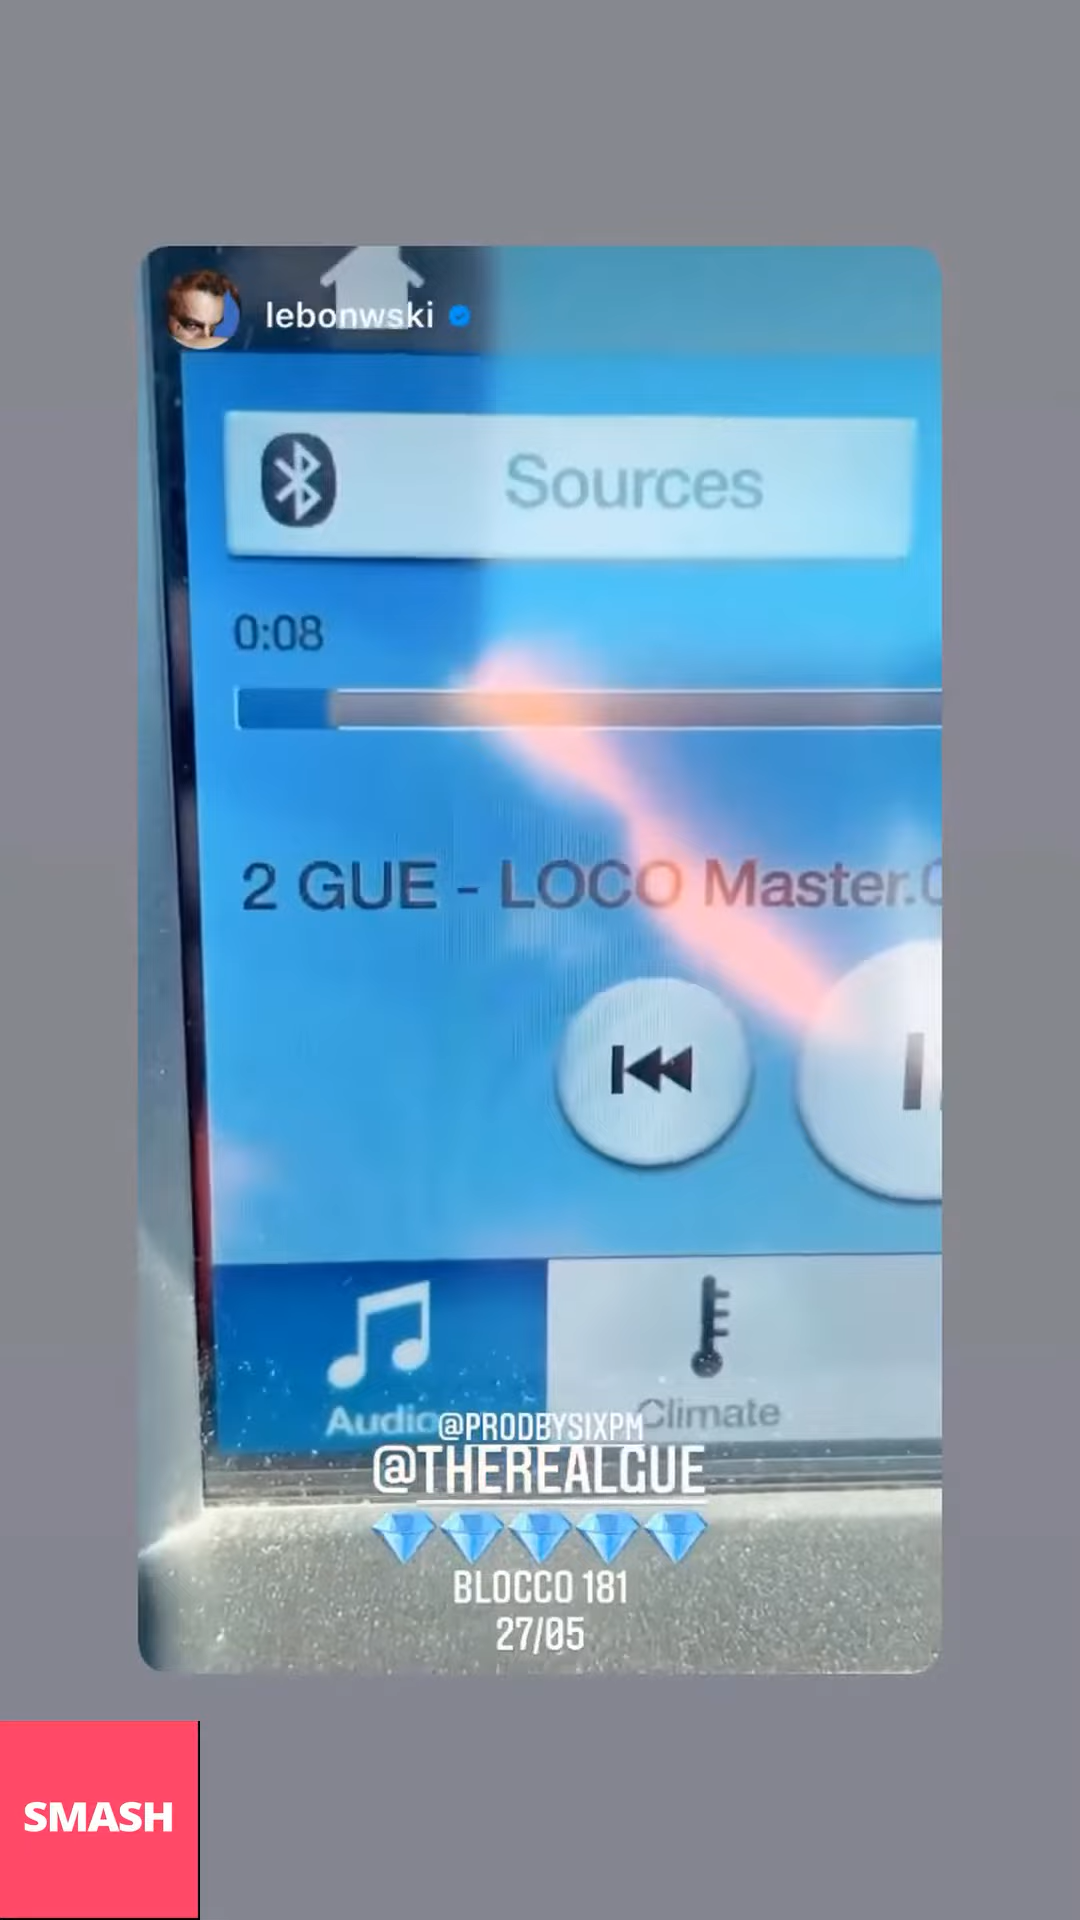 lebonwski
Sources
0:08
2 GUE - LOCO Master.
Audio
Climate
@PRODBYSIXPM
@THEREALGUE
BLOCCO 181
27/05
SMASH